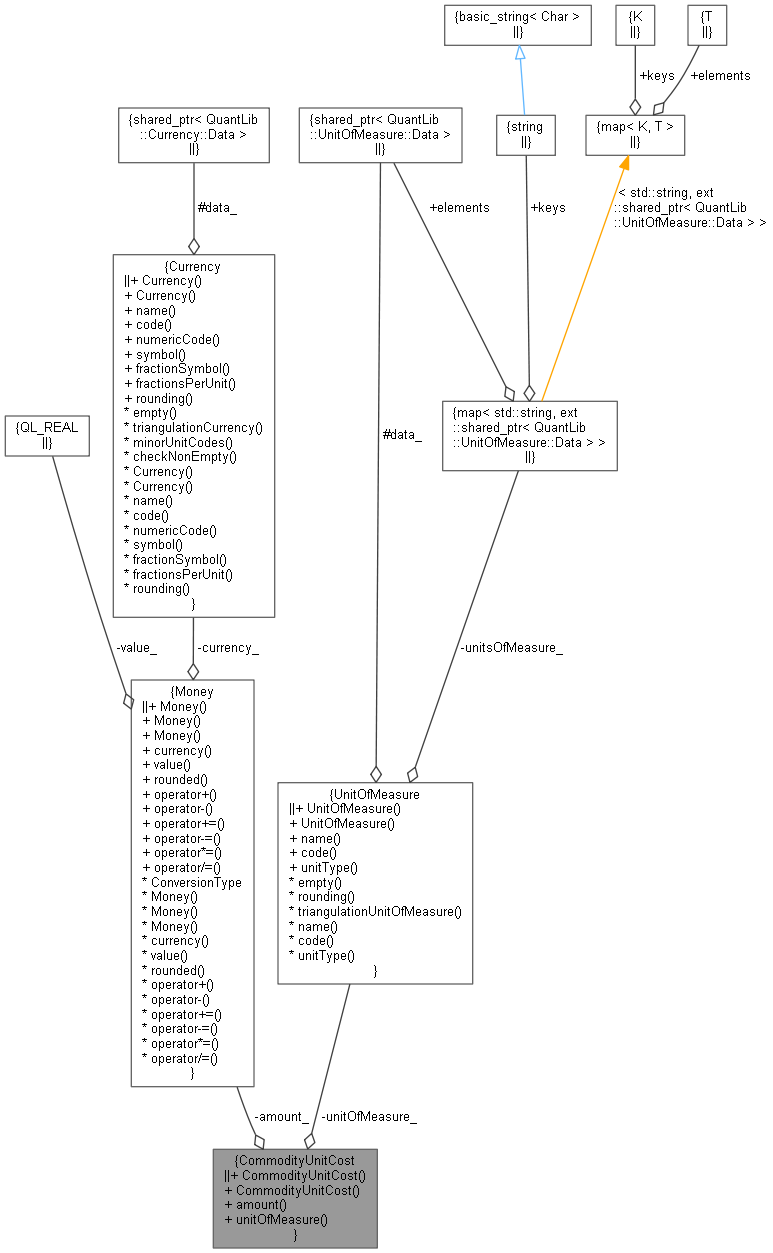 {basic_string< Char >
||}
{K
||}
{T
||}
+keys
+elements
{shared_ptr< QuantLib
::Currency::Data >
||}
{shared_ptr< QuantLib
::UnitOfMeasure::Data >
||}
{string
||}
{map< K, T >
||}
#data_
+elements
+keys
< std::string, ext
::shared_ptr< QuantLib
::UnitOfMeasure::Data > >
{Currency
||+ Currency()
+ Currency()
+ name()
+ code()
+ numericCode()
+ symbol()
+ fractionSymbol()
+ fractionsPerUnit()
+ rounding()
* empty()
* triangulationCurrency()
* minorUnitCodes()
* checkNonEmpty()
* Currency()
* Currency()
* name()
* code()
* numericCode()
* symbol()
* fractionSymbol()
* fractionsPerUnit()
* rounding()
}
{QL_REAL
||}
#data_
{map< std::string, ext
::shared_ptr< QuantLib
::UnitOfMeasure::Data > >
||}
-value_
-currency_
-unitsOfMeasure_
{Money
||+ Money()
+ Money()
+ Money()
+ currency()
+ value()
+ rounded()
+ operator+()
+ operator-()
+ operator+=()
+ operator-=()
+ operator*=()
+ operator/=()
* ConversionType
* Money()
* Money()
* Money()
* currency()
* value()
* rounded()
* operator+()
* operator-()
* operator+=()
* operator-=()
* operator*=()
* operator/=()
}
{UnitOfMeasure
||+ UnitOfMeasure()
+ UnitOfMeasure()
+ name()
+ code()
+ unitType()
* empty()
* rounding()
* triangulationUnitOfMeasure()
* name()
* code()
* unitType()
}
-amount_
-unitOfMeasure_
{CommodityUnitCost
||+ CommodityUnitCost()
+ CommodityUnitCost()
+ amount()
+ unitOfMeasure()
}